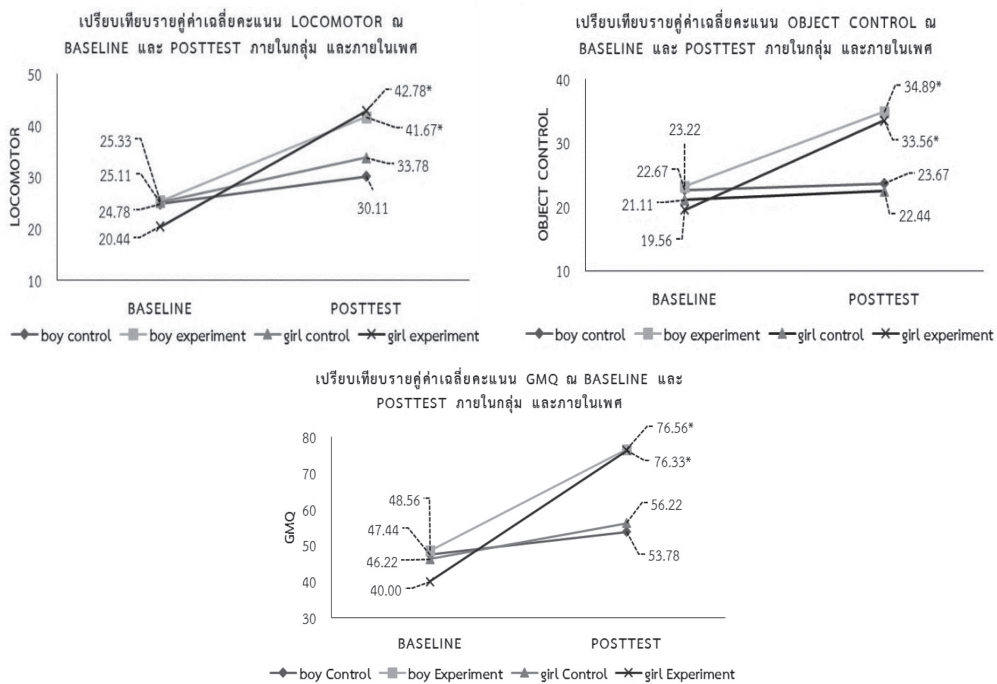 เปรียบเทียบรายคู่ค่าเฉลี่ยคะแนน LOCOMOTOR ณ
BASELINE และ POSTTEST ภายในกลุ่ม และภายในเพศ
50
40
30
20
10
LOCOMOTOR
25.33
25.11
24.78
20.44
42.78*
41.67*
33.78
30.11
BASELINE
POSTTEST
boy control
boy experiment
girl control
girl experiment
เปรียบเทียบรายคู่ค่าเฉลี่ยคะแนน OBJECT CONTROL ณ
BASELINE และ POSTTEST ภายในกลุ่ม และภายในเพศ
40
30
20
10
OBJECT CONTROL
23.22
22.67
21.11
19.56
34.89*
33.56*
23.67
22.44
BASELINE
POSTTEST
boy control
boy experiment
girl control
girl experiment
เปรียบเทียบรายคู่ค่าเฉลี่ยคะแนน GMQ ณ BASELINE และ
POSTTEST ภายในกลุ่ม และภายในเพศ
80
70
60
50
40
30
GMQ
48.56
47.44
46.22
40.00
76.56*
76.33*
56.22
53.78
BASELINE
POSTTEST
boy Control
boy Experiment
girl Control
girl Experiment